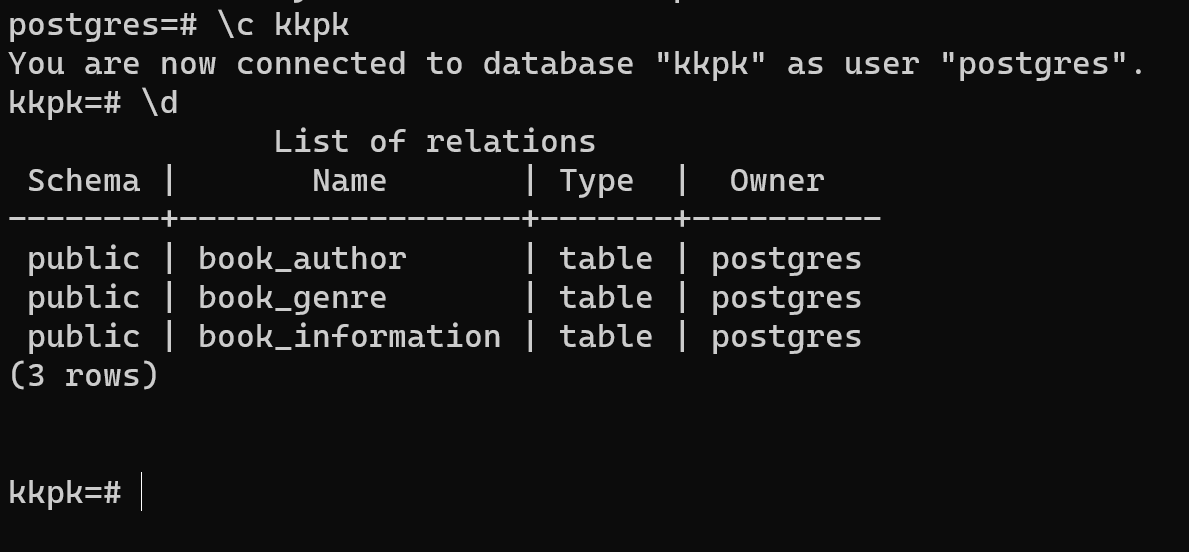 postgres=# \c kkpk
You are now connected to database "kkpk" as user "postgres".
kkpk=# \d
              List of relations
 Schema |       Name       | Type  |  Owner
--------+------------------+-------+----------
 public | book_author      | table | postgres
 public | book_genre       | table | postgres
 public | book_information | table | postgres
(3 rows)
kkpk=#